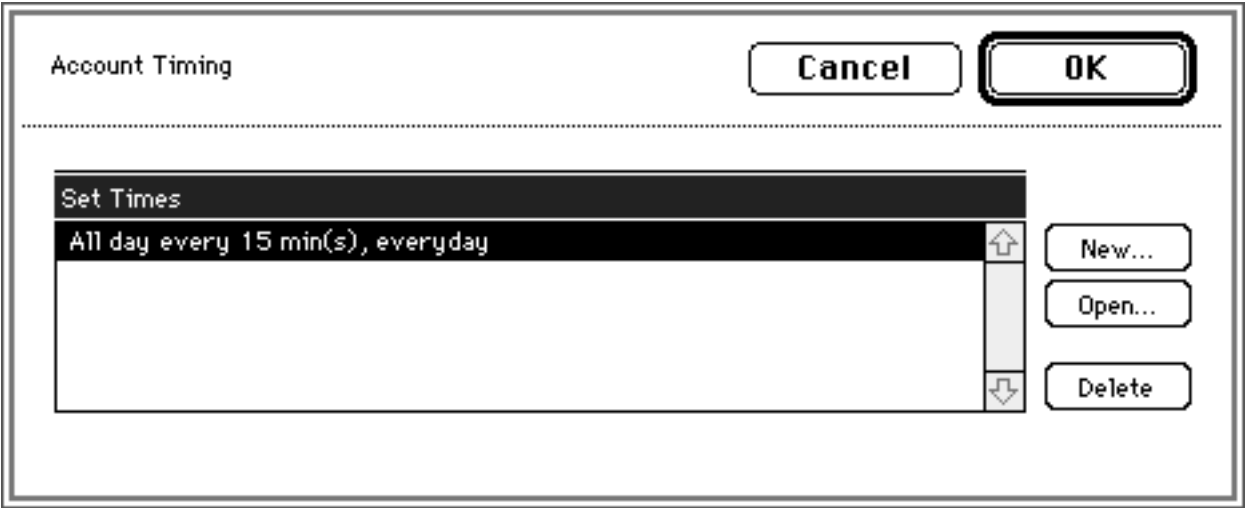 Account Timing
Cancel
OK
Set Times
All day every 15 min(s), everyday
New...
Open...
Delete